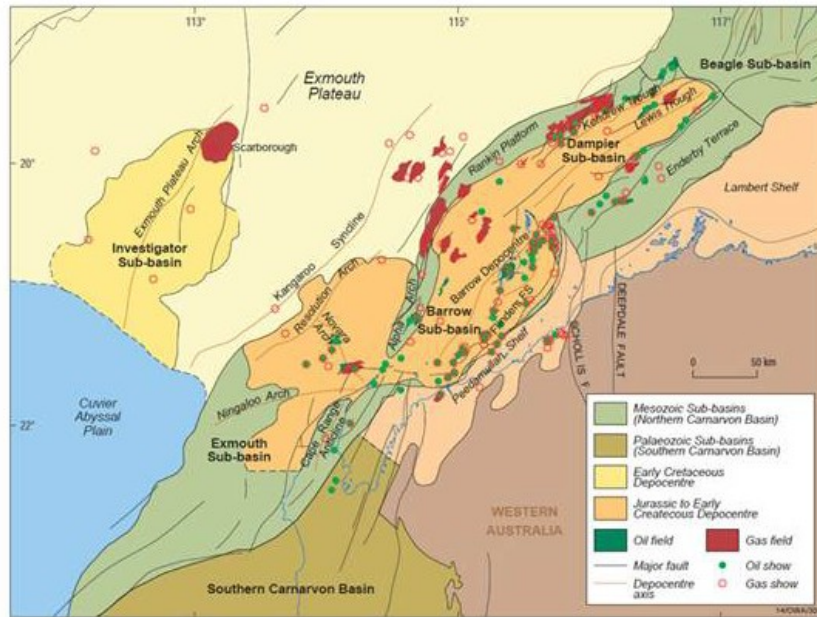 113°
115°
117°
Exmouth
Plateau
Beagle Sub-basin
Kendrew Trough
Lewis Trough
Rankin Platform
Dampier
Sub-basin
Enderby Terrace
Scarborough
20°
Exmouth Plateau Arch
Lambert Shelf
Investigator
Sub-basin
Kangaroo Syncline
Resolution Arch
Barrow Depocentre
Alpha Arch
Barrow
Sub-basin
Flinders FS
Novara
Arch
Peedamullah Shelf
SCHOLL IS F
DEEPDALE FAULT
0
50 km
Cuvier
Abyssal
Plain
Ningaloo Arch
22°
Exmouth
Sub-basin
Cape Range
Anticline
WESTERN
AUSTRALIA
Southern Carnarvon Basin
Mesozoic Sub-basins
(Northern Carnarvon Basin)
Palaeozoic Sub-basins
(Southern Carnarvon Basin)
Early Cretaceous
Depocentre
Jurassic to Early
Createcous Depocentre
Oil field
Gas field
Major fault
Oil show
Depocentre
axis
Gas show